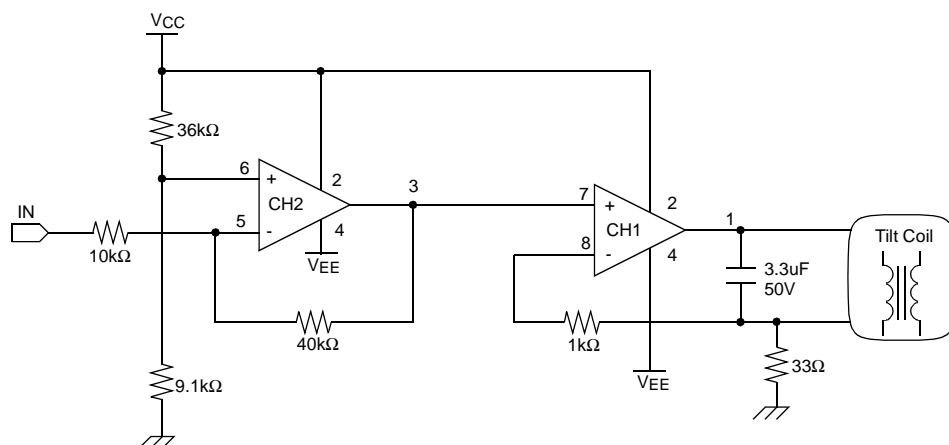 VCC
36kΩ
6
+
2
3
7
+
2
IN
CH2
1
Tilt Coil
5
-
4
8
CH1
-
4
10kΩ
VEE
3.3uF
50V
40kΩ
1kΩ
33Ω
9.1kΩ
VEE